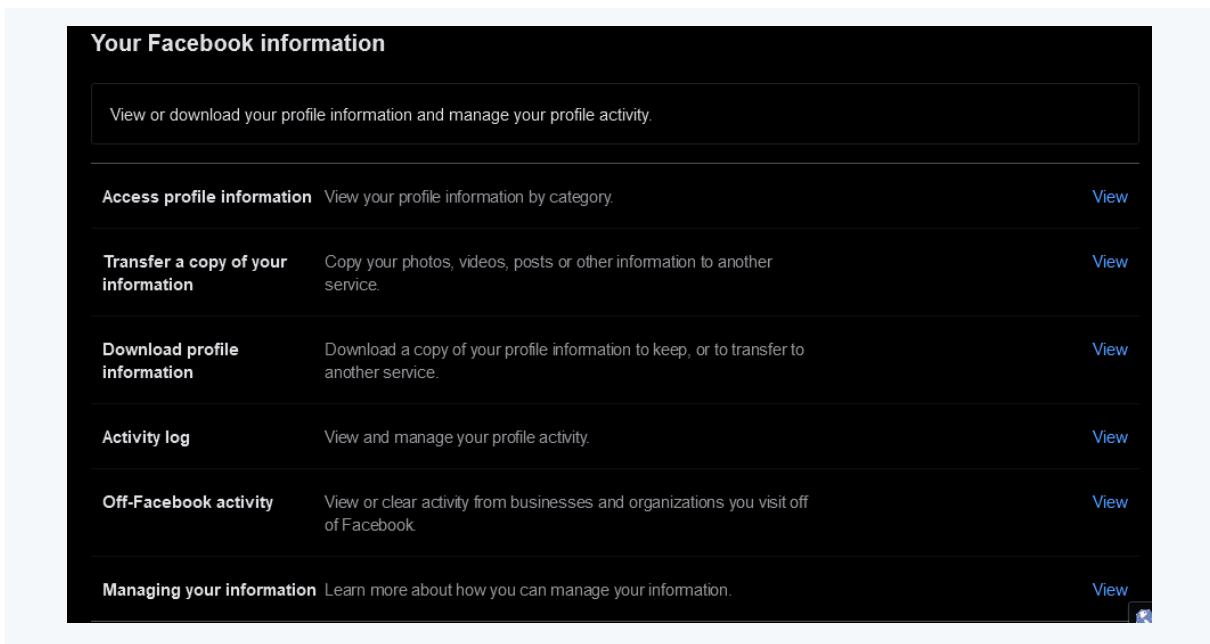 Your Facebook information
View or download your profile information and manage your profile activity.
Access profile information View your profile information by category. View
Transfer a copy of your information Copy your photos, videos, posts or other information to another service. View
Download profile information Download a copy of your profile information to keep, or to transfer to another service. View
Activity log View and manage your profile activity. View
Off-Facebook activity View or clear activity from businesses and organizations you visit off of Facebook. View
Managing your information Learn more about how you can manage your information. View